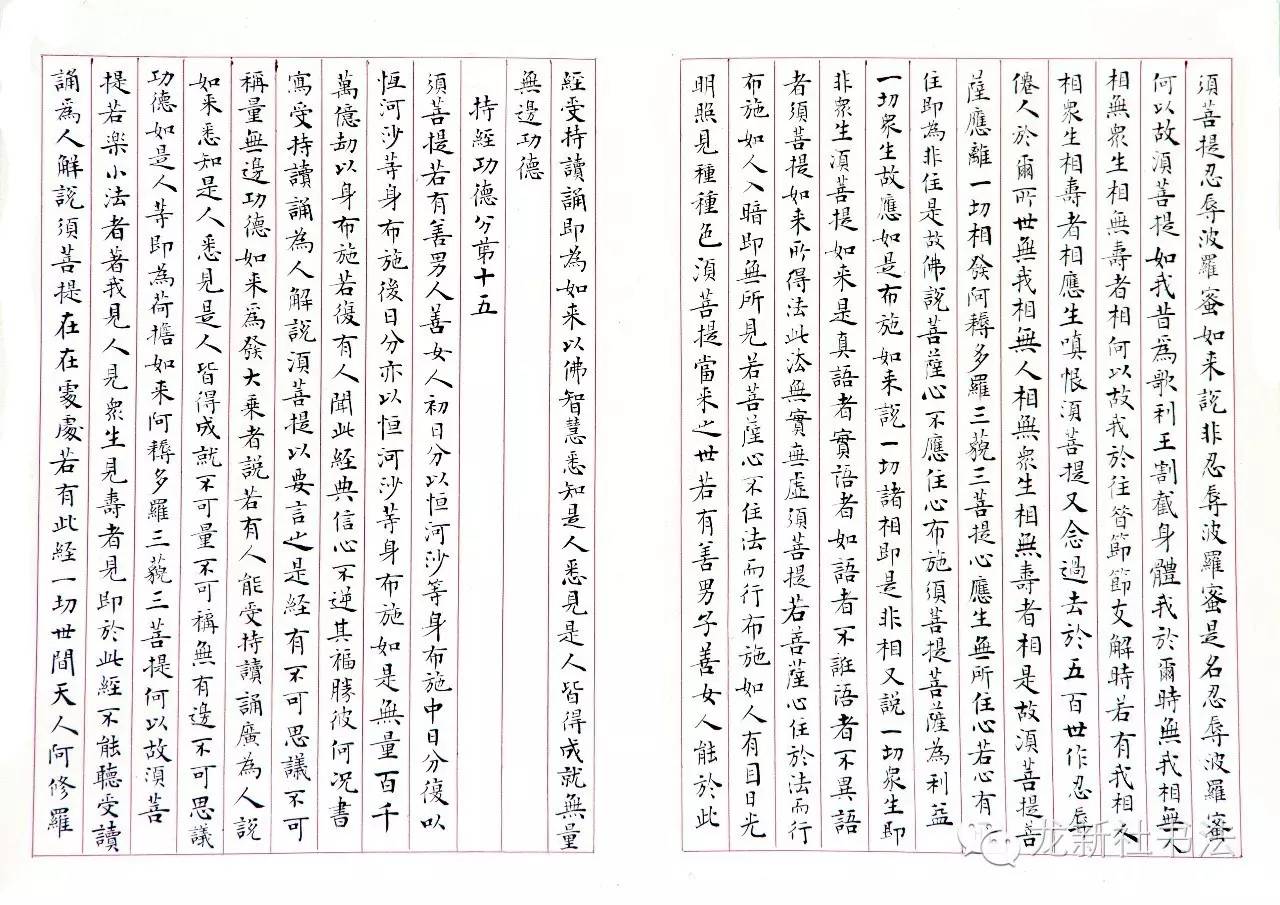 須菩提忍辱波羅蜜如来説非忍辱波羅蜜是名忍辱波羅蜜
何以故湏菩提如我昔為歌利王割截身體我於爾時無我相無人
相無衆生相無壽者相何以故我於往昔節節支解時若有我相人
相衆生相壽者相應生嗔恨須菩提又念過去於五百世作忍辱
僊人於爾所世無我相無人相無衆生相無壽者相是故須菩提菩
薩應離一切相發阿耨多羅三藐三菩提心應生無所住心若心有
住即為非住是故佛説菩薩心不應住心布施須菩提菩薩為利益
一切衆生故應如是布施如来説一切諸相即是非相又説一切衆生即
非衆生湏菩提如来是真語者實語者如語者不誑語者不異語
者須菩提如来所得法此法無實無虛須菩提若菩薩心住於法而行
布施如人入暗即無所見若菩薩心不住法而行布施如人有目日光
明照見種種色湏菩提當来之世若有善男子善女人能於此
經受持讀誦即為如来以佛智慧悉知是人悉見是人皆得成就無量
無邊功德
持經功德分第十五
須菩提若有善男人善女人初日分以恒河沙等身布施中日分復以
恒河沙等身布施後日分亦以恒河沙等身布施如是無量百千
萬億劫以身布施若復有人聞此經典信心不逆其福勝彼何况書
寫受持讀誦為人解説湏菩提以要言之是経有不可思議不可
稱量無邊功德如来為發大乘者説若有人能受持讀誦廣為人説
如来悉知是人悉見是人皆得成就不可量不可稱無有邊不可思議
功德如是人等即為荷擔如来阿耨多羅三藐三菩提何以故湏菩
提若楽小法者著我見人見衆生見壽者見即於此經不能聽受讀
誦為人解説須菩提在在處處若有此経一切世間天人阿修羅
龙新社书法